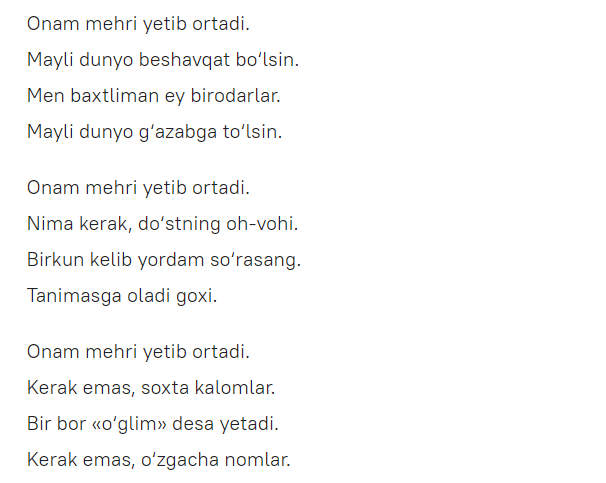 Onam mehri yetib ortadi.
Mayli dunyo beshavqat bo‘lsin.
Men baxtliman ey birodarlar.
Mayli dunyo g‘azabga to‘lsin.

Onam mehri yetib ortadi.
Nima kerak, do‘stning oh-vohi.
Birkun kelib yordam so‘rasang.
Tanimasga oladi goxi.

Onam mehri yetib ortadi.
Kerak emas, soxta kalomlar.
Bir bor «o‘glim» desa yetadi.
Kerak emas, o‘zgacha nomlar.